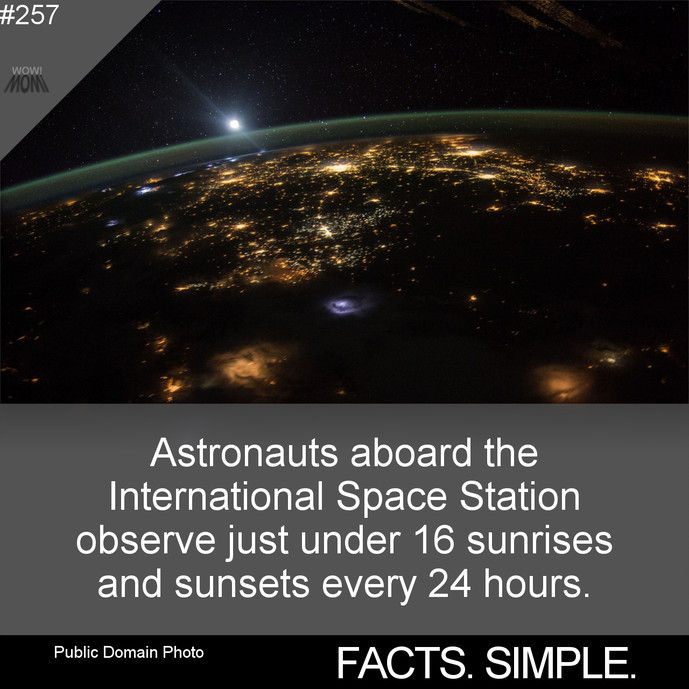 #257
WOW!
MOM!
Astronauts aboard the
International Space Station
observe just under 16 sunrises
and sunsets every 24 hours.
Public Domain Photo
FACTS. SIMPLE.